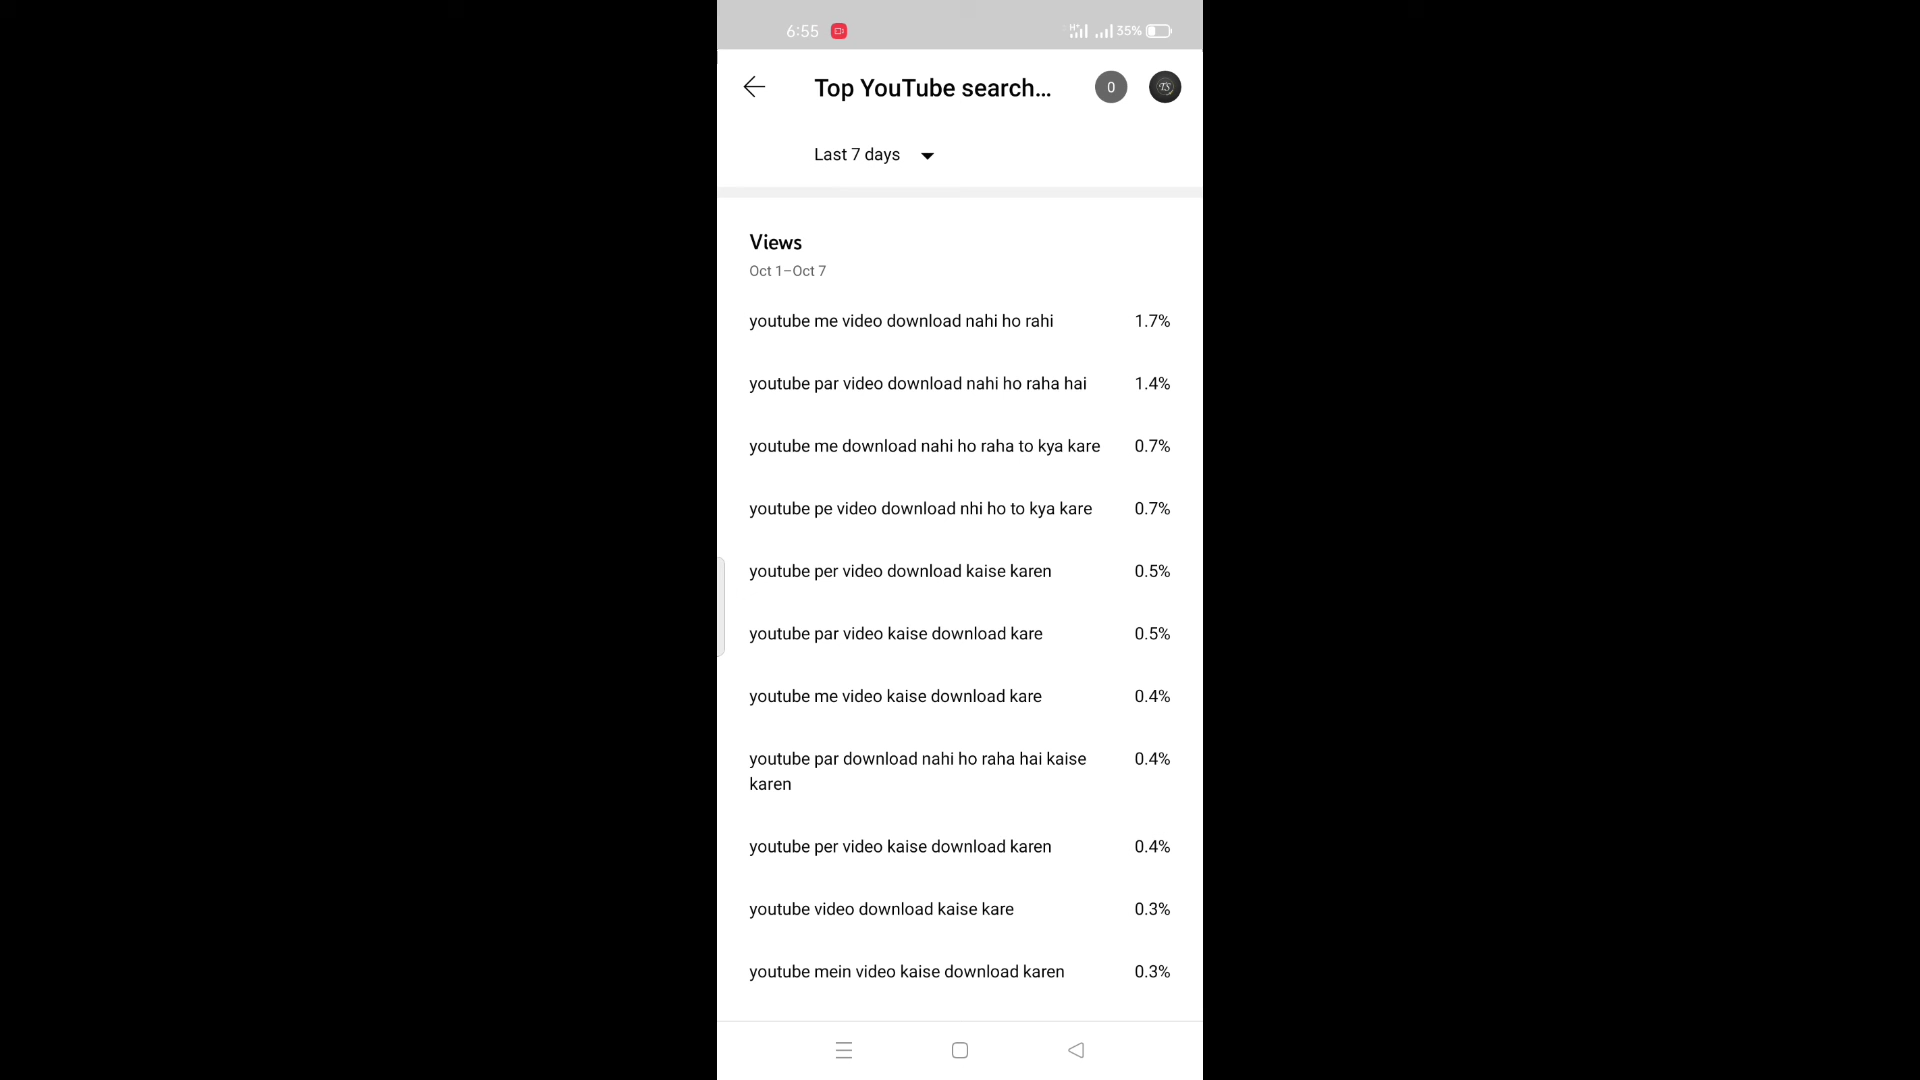 6:55
H+ 35%
Top YouTube search...
0
TS
Last 7 days
Views
Oct 1–Oct 7
youtube me video download nahi ho rahi 1.7%
youtube par video download nahi ho raha hai 1.4%
youtube me download nahi ho raha to kya kare 0.7%
youtube pe video download nhi ho to kya kare 0.7%
youtube per video download kaise karen 0.5%
youtube par video kaise download kare 0.5%
youtube me video kaise download kare 0.4%
youtube par download nahi ho raha hai kaise 0.4%
karen
youtube per video kaise download karen 0.4%
youtube video download kaise kare 0.3%
youtube mein video kaise download karen 0.3%